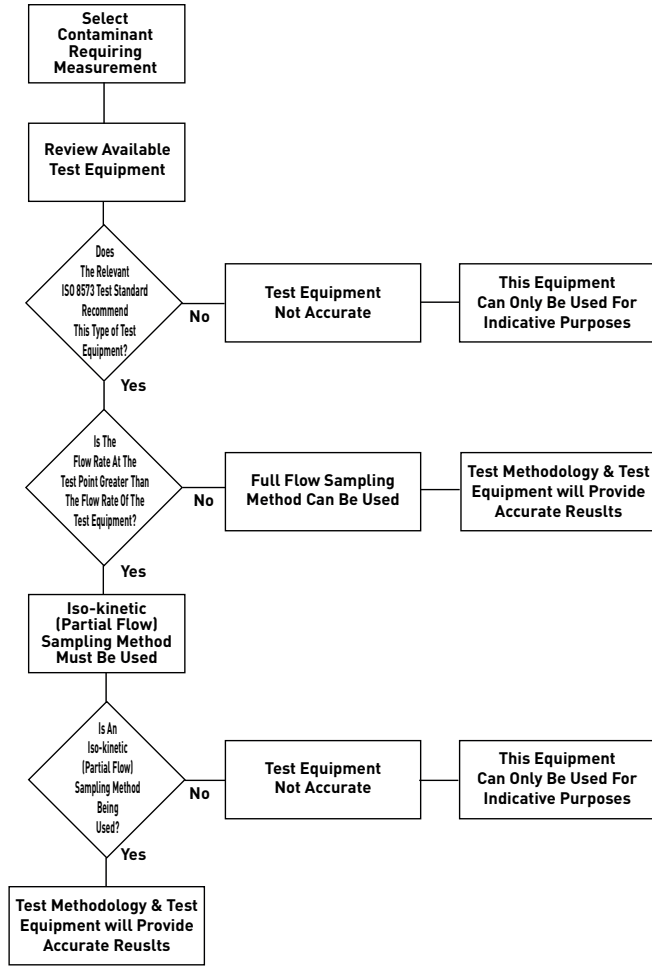 Select
Contaminant
Requiring
Measurement
Review Available
Test Equipment
Does
The Relevant
ISO 8573 Test Standard
Recommend
This Type of Test
Equipment?
No
Test Equipment
Not Accurate
This Equipment
Can Only Be Used For
Indicative Purposes
Yes
Is The
Flow Rate At The
Test Point Greater Than
The Flow Rate Of The
Test Equipment?
No
Full Flow Sampling
Method Can Be Used
Test Methodology & Test
Equipment will Provide
Accurate Reuslts
Yes
Iso-kinetic
(Partial Flow)
Sampling Method
Must Be Used
Is An
Iso-kinetic
(Partial Flow)
Sampling Method
Being
Used?
No
Test Equipment
Not Accurate
This Equipment
Can Only Be Used For
Indicative Purposes
Yes
Test Methodology & Test
Equipment will Provide
Accurate Reuslts